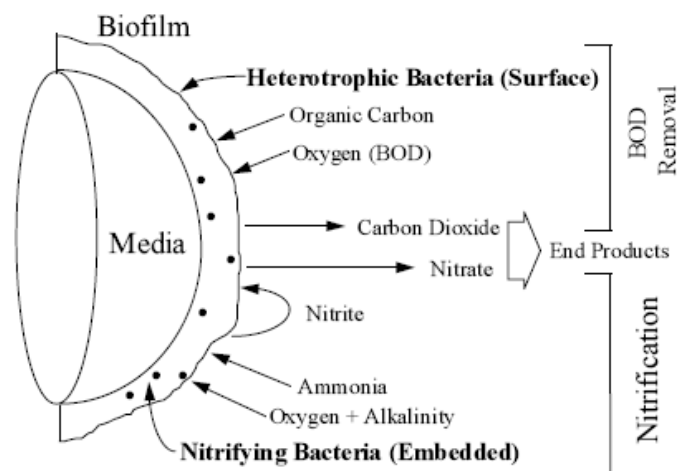 Biofilm
Heterotrophic Bacteria (Surface)
Organic Carbon
Oxygen (BOD)
BOD
Removal
Media
Carbon Dioxide
End Products
Nitrate
Nitrite
Nitrification
Ammonia
Oxygen + Alkalinity
Nitrifying Bacteria (Embedded)